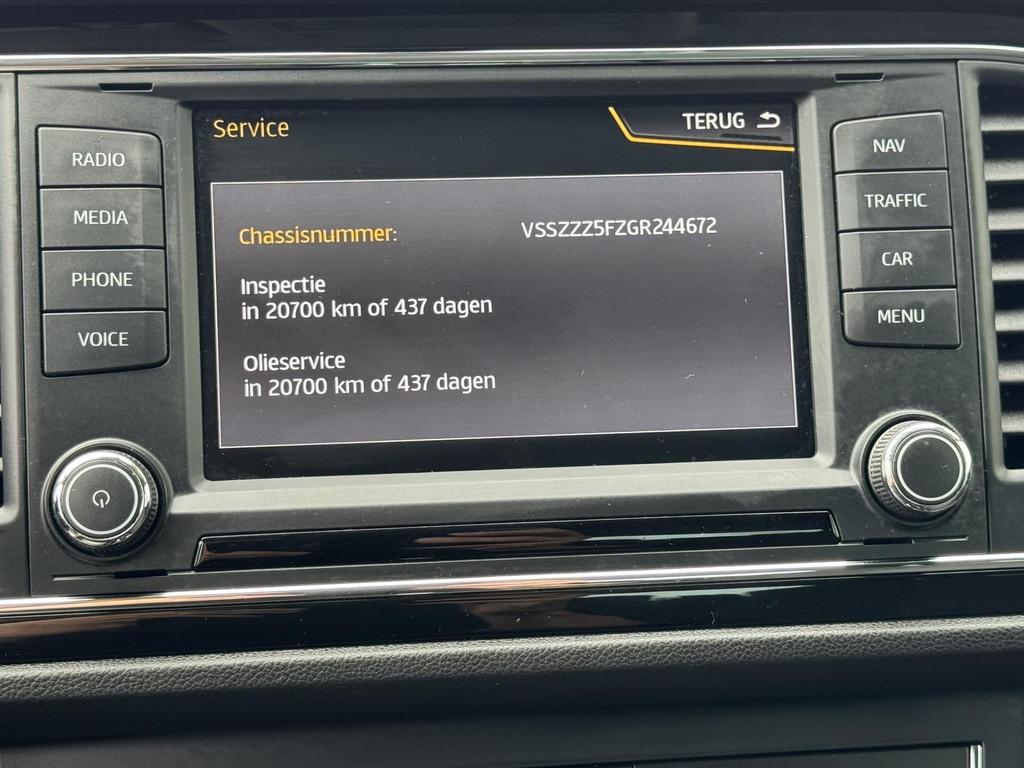 Service
TERUG
RADIO
MEDIA
PHONE
VOICE
Chassisnummer: VSSZZZ5FZGR244672
Inspectie
in 20700 km of 437 dagen
Olieservice
in 20700 km of 437 dagen
NAV
TRAFFIC
CAR
MENU